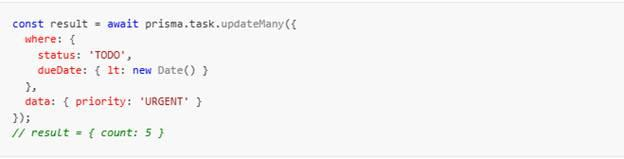 const result = await prisma.task.updateMany({
  where: {
    status: 'TODO',
    dueDate: { lt: new Date() }
  },
  data: { priority: 'URGENT' }
});
// result = { count: 5 }